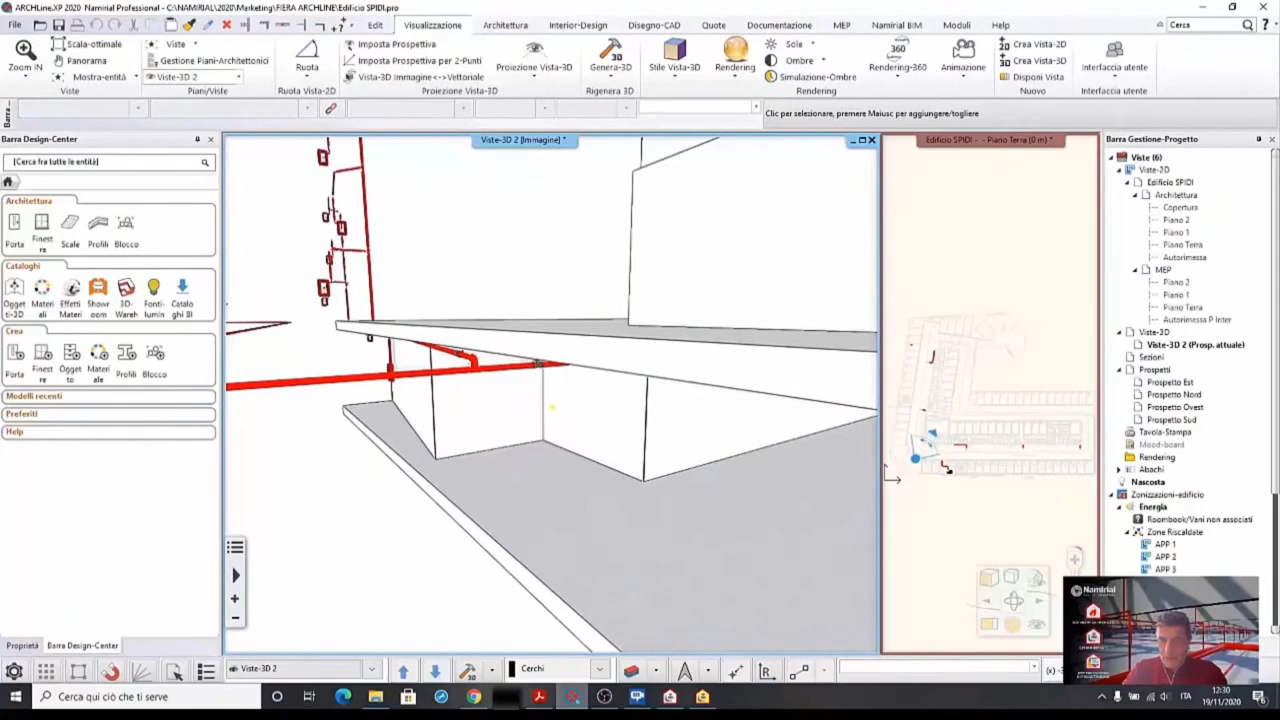 ARCHLine.XP 2020 Namirial Professional - C:\NAMIRIAL\2020\Marketing\FIERA ARCHLINE\Edificio SPIDI.pro
File
Edit
Visualizzazione
Architettura
Interior-Design
Disegno-CAD
Quote
Documentazione
MEP
Namirial BIM
Moduli
Help
Cerca
Zoom IN
Scala-ottimale
Panorama
Mostra-entità
Viste
Viste
Gestione Piani-Architettonici
Viste-3D 2
Piani/Viste
Ruota
Ruota Vista-2D
Imposta Prospettiva
Imposta Prospettiva per 2-Punti
Vista-3D Immagine<->Vettoriale
Proiezione Vista-3D
Proiezione Vista-3D
Genera-3D
Rigenera 3D
Stile Vista-3D
Rendering
Sole
Ombre
Simulazione-Ombre
Rendering
Rendering-360
Animazione
Crea Vista-2D
Crea Vista-3D
Disponi Vista
Nuovo
Interfaccia utente
Interfaccia utente
Barra
Clic per selezionare, premere Maiusc per aggiungere/togliere
Barra Design-Center
[Cerca fra tutte le entità]
Architettura
Porta
Finestre
Scale
Profili
Blocco
Cataloghi
Oggetti-3D
Materiali
Effetti Materi
Showroom
3D-Wareh
Fonti-lumin
Catalo ghi BI
Crea
Porta
Finestre
Oggetto
Materiale
Profili
Blocco
Modelli recenti
Preferiti
Help
Proprietà
Barra Design-Center
Viste-3D 2 [Immagine] *
Edificio SPIDI - - Piano Terra (0 m) *
Barra Gestione-Progetto
Viste (6)
Viste-2D
Edificio SPIDI
Architettura
Copertura
Piano 2
Piano 1
Piano Terra
Autorimessa
MEP
Piano 2
Piano 1
Piano Terra
Autorimessa P Inter
Viste-3D
Viste-3D 2 (Prosp. attuale)
Sezioni
Prospetti
Prospetto Est
Prospetto Nord
Prospetto Ovest
Prospetto Sud
Tavola-Stampa
Mood-board
Rendering
Abachi
Nascosta
Zonizzazioni-edificio
Energia
Roombook/Vani non associati
Zone Riscaldate
APP 1
APP 2
APP 3
Namirial
Viste-3D 2
Cerchi
Cerca qui ciò che ti serve
ITA
12:30
19/11/2020